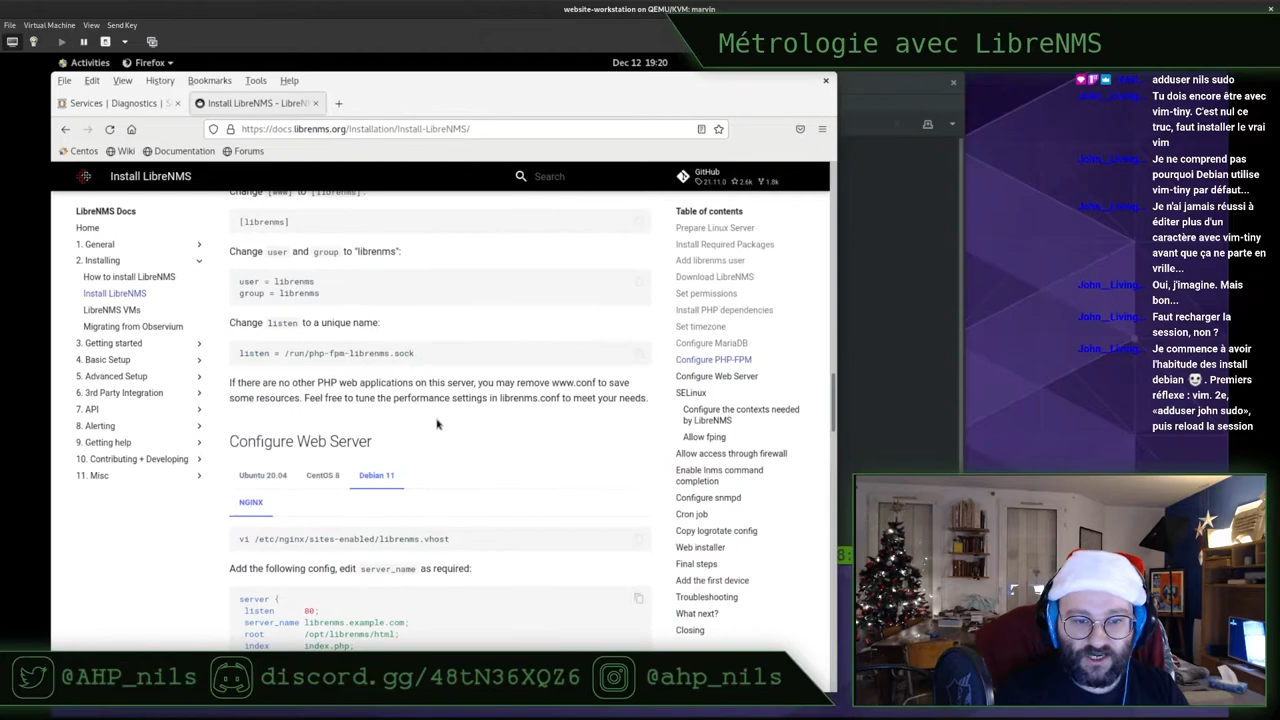 website-workstation on QEMU/KVM: marvin
File Virtual Machine View Send Key
Métrologie avec LibreNMS
Activities Firefox Dec 12 19:20
File Edit View History Bookmarks Tools Help
Services | Diagnostics | S Install LibreNMS - LibreN
https://docs.librenms.org/Installation/Install-LibreNMS/
Centos Wiki Documentation Forums
Install LibreNMS
Search
GitHub
21.11.0 2.6k 1.8k
LibreNMS Docs
Home
1. General
2. Installing
How to install LibreNMS
Install LibreNMS
LibreNMS VMs
Migrating from Observium
3. Getting started
4. Basic Setup
5. Advanced Setup
6. 3rd Party Integration
7. API
8. Alerting
9. Getting help
10. Contributing + Developing
11. Misc
Change [www] to [librenms]:
[librenms]
Change user and group to "librenms":
user = librenms
group = librenms
Change listen to a unique name:
listen = /run/php-fpm-librenms.sock
If there are no other PHP web applications on this server, you may remove www.conf to save
some resources. Feel free to tune the performance settings in librenms.conf to meet your needs.
Configure Web Server
Ubuntu 20.04 CentOS 8 Debian 11
NGINX
vi /etc/nginx/sites-enabled/librenms.vhost
Add the following config, edit server_name as required:
server {
listen 80;
server_name librenms.example.com;
root /opt/librenms/html;
index index.php;
Table of contents
Prepare Linux Server
Install Required Packages
Add librenms user
Download LibreNMS
Set permissions
Install PHP dependencies
Set timezone
Configure MariaDB
Configure PHP-FPM
Configure Web Server
SELinux
Configure the contexts needed
by LibreNMS
Allow fping
Allow access through firewall
Enable lnms command
completion
Configure snmpd
Cron job
Copy logrotate config
Web installer
Final steps
Add the first device
Troubleshooting
What next?
Closing
adduser nils sudo
John__Living... Tu dois encore être avec
vim-tiny. C'est nul ce
truc, faut installer le vrai
vim
John__Living... Je ne comprend pas
pourquoi Debian utilise
vim-tiny par défaut...
John__Living... Je n'ai jamais réussi à
éditer plus d'un
caractère avec vim-tiny
avant que ça ne parte en
vrille...
John__Living... Oui, j'imagine. Mais
bon...
John__Living... Faut recharger la
session, non ?
John__Living... Je commence à avoir
l'habitude des install
debian 💀. Premiers
réflexe : vim. 2e,
«adduser john sudo»,
puis reload la session
@AHP_nils discord.gg/48tN36XQZ6 @ahp_nils